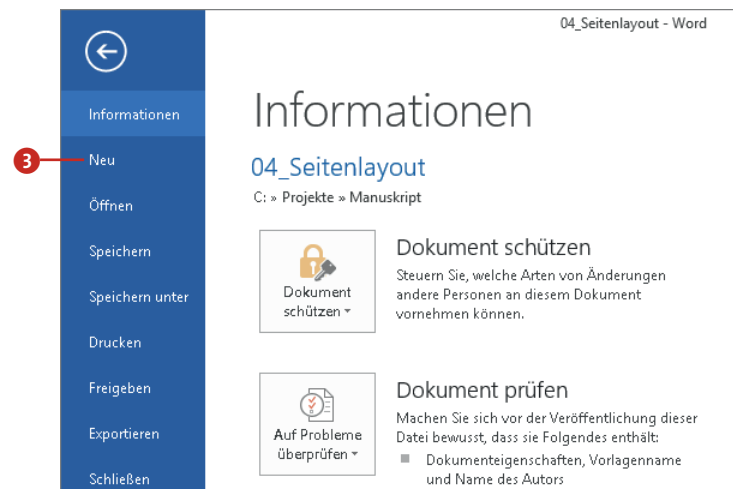 04_Seitenlayout - Word
Informationen
Neu
Öffnen
Speichern
Speichern unter
Drucken
Freigeben
Exportieren
Schließen
3
Informationen
04_Seitenlayout
C: » Projekte » Manuskript
Dokument
schützen
Dokument schützen
Steuern Sie, welche Arten von Änderungen
andere Personen an diesem Dokument
vornehmen können.
Auf Probleme
überprüfen
Dokument prüfen
Machen Sie sich vor der Veröffentlichung dieser
Datei bewusst, dass sie Folgendes enthält:
Dokumenteigenschaften, Vorlagenname
und Name des Autors